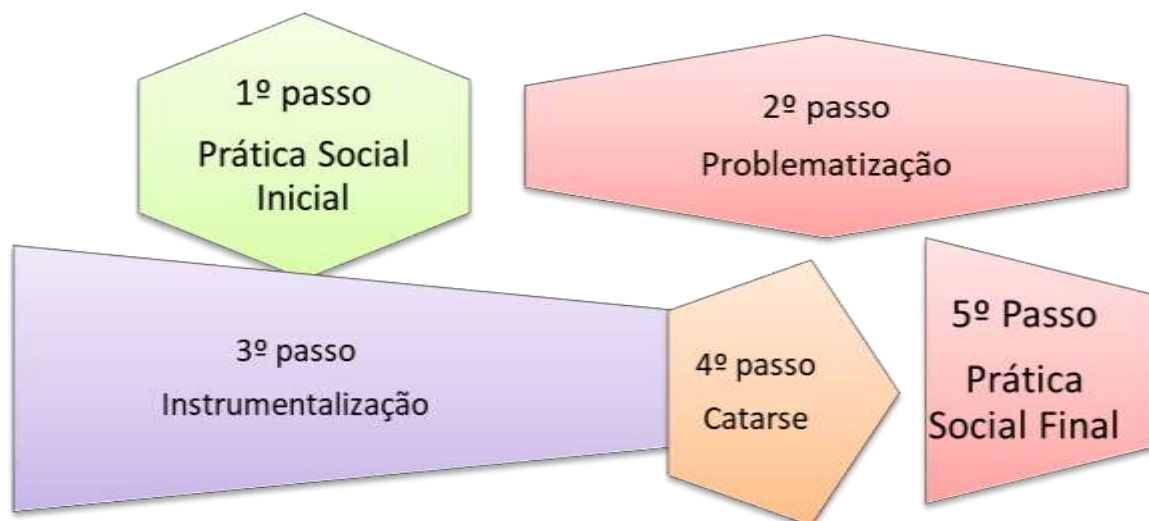 1º passo
Prática Social
Inicial
2º passo
Problematização
3º passo
Instrumentalização
4º passo
Catarse
5º Passo
Prática
Social Final